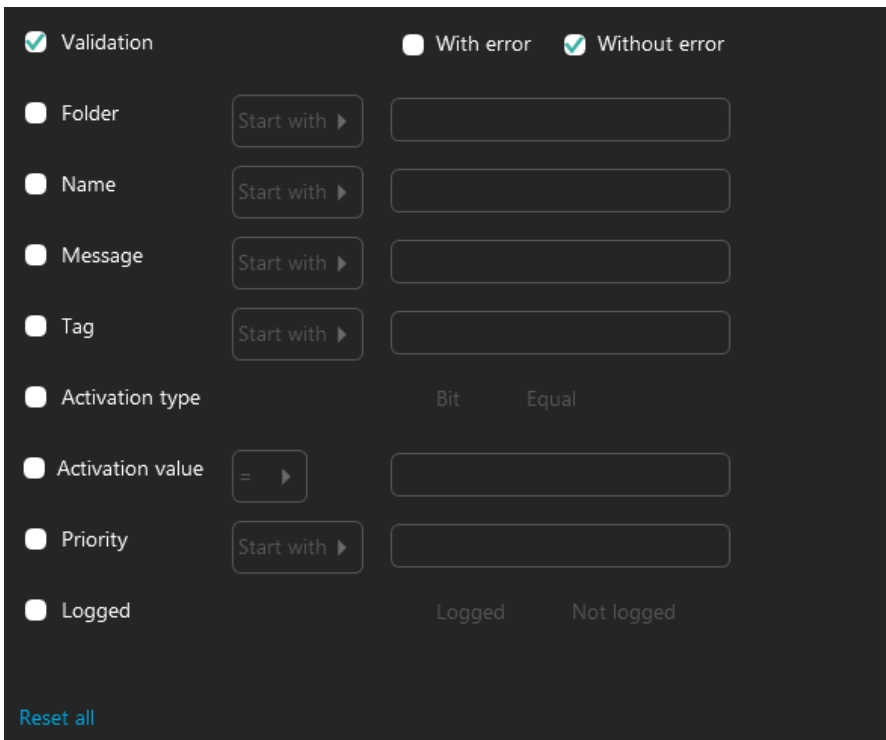 Validation With error Without error
Folder Start with
Name Start with
Message Start with
Tag Start with
Activation type Bit Equal
Activation value =
Priority Start with
Logged Logged Not logged
Reset all